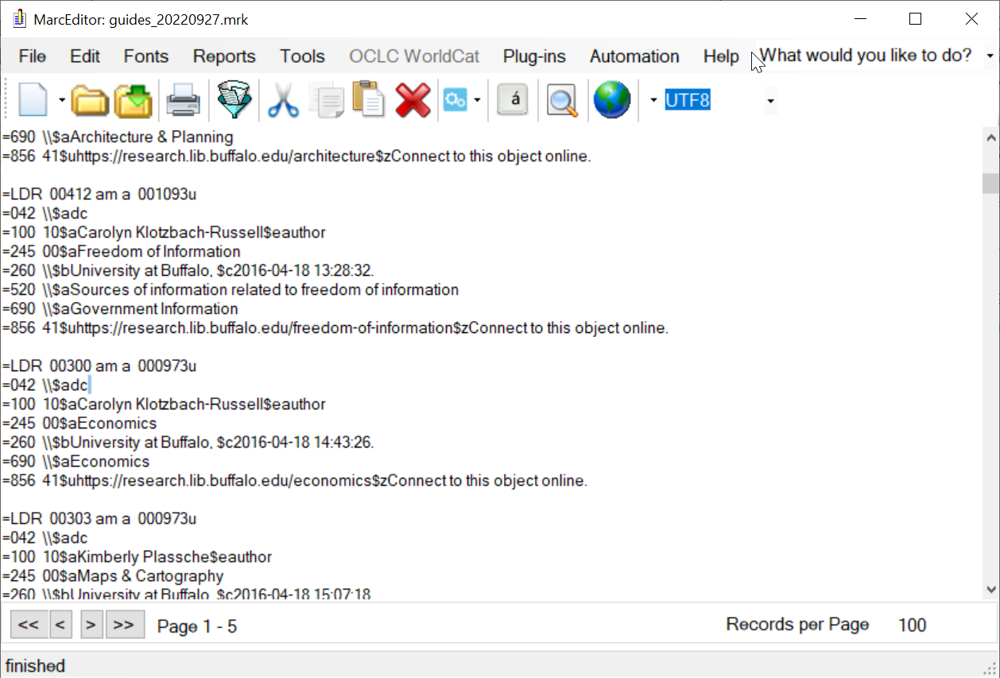 MarcEditor: guides_20220927.mrk
File Edit Fonts Reports Tools OCLC WorldCat Plug-ins Automation Help What would you like to do?
á UTF8
=690  \\$aArchitecture & Planning
=856  41$uhttps://research.lib.buffalo.edu/architecture$zConnect to this object online.
=LDR  00412 am a  001093u
=042  \\$adc
=100  10$aCarolyn Klotzbach-Russell$eauthor
=245  00$aFreedom of Information
=260  \\$bUniversity at Buffalo, $c2016-04-18 13:28:32.
=520  \\$aSources of information related to freedom of information
=690  \\$aGovernment Information
=856  41$uhttps://research.lib.buffalo.edu/freedom-of-information$zConnect to this object online.
=LDR  00300 am a  000973u
=042  \\$adc
=100  10$aCarolyn Klotzbach-Russell$eauthor
=245  00$aEconomics
=260  \\$bUniversity at Buffalo, $c2016-04-18 14:43:26.
=690  \\$aEconomics
=856  41$uhttps://research.lib.buffalo.edu/economics$zConnect to this object online.
=LDR  00303 am a  000973u
=042  \\$adc
=100  10$aKimberly Plassche$eauthor
=245  00$aMaps & Cartography
=260  \\$bUniversity at Buffalo, $c2016-04-18 15:07:18
<< < > >> Page 1 - 5 Records per Page 100
finished